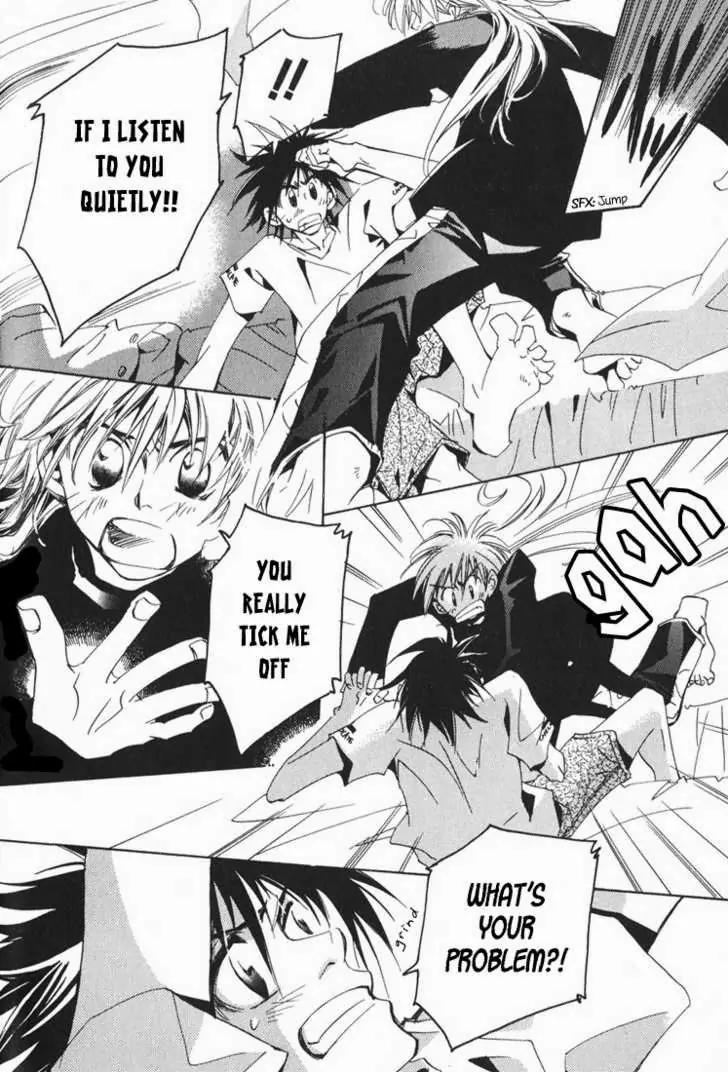 !!
IF I LISTEN
TO YOU
QUIETLY!!
SFX: Jump
YOU
REALLY
TICK ME
OFF
gah
WHAT'S
YOUR
PROBLEM?!
grind